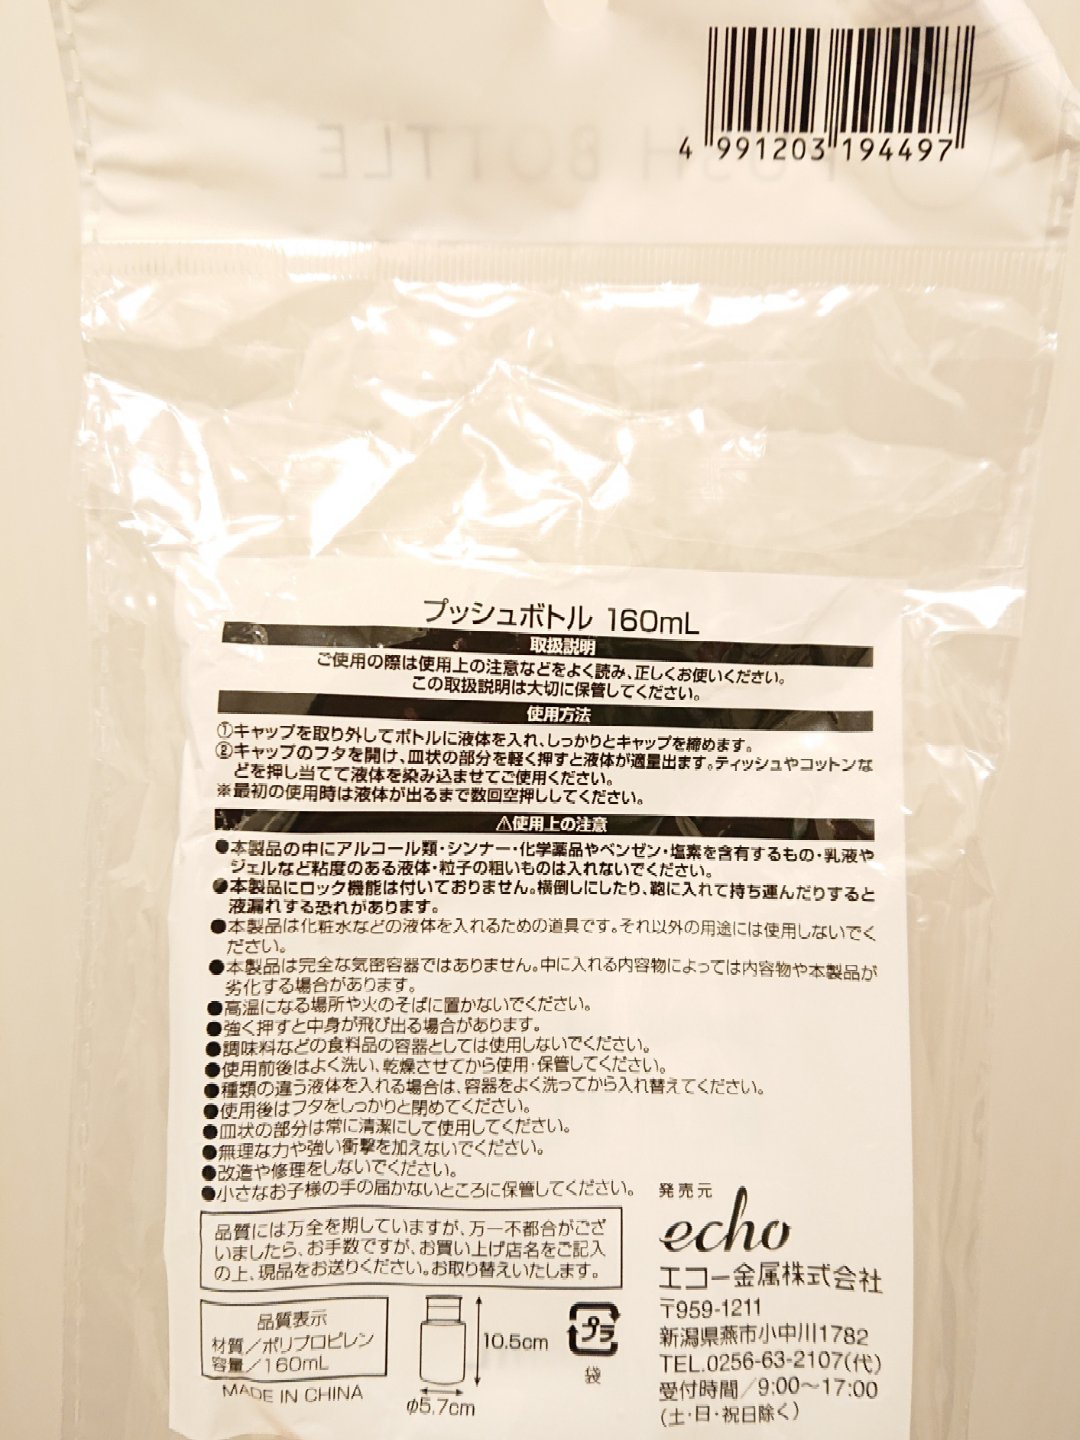 4 991203 194497
PUSH BOTTLE
プッシュボトル 160mL
取扱説明
ご使用の際は使用上の注意などをよく読み、正しくお使いください。
この取扱説明は大切に保管してください。
使用方法
①キャップを取り外してボトルに液体を入れ、しっかりとキャップを締めます。
②キャップのフタを開け、皿状の部分を軽く押すと液体が適量出ます。ティッシュやコットンな
どを押し当てて液体を染み込ませてご使用ください。
※最初の使用時は液体が出るまで数回空押ししてください。
⚠使用上の注意
●本製品の中にアルコール類・シンナー・化学薬品やベンゼン・塩素を含有するもの・乳液や
ジェルなど粘度のある液体・粒子の粗いものは入れないでください。
●本製品にロック機能は付いておりません。横倒しにしたり、鞄に入れて持ち運んだりすると
液漏れする恐れがあります。
●本製品は化粧水などの液体を入れるための道具です。それ以外の用途には使用しないでく
ださい。
●本製品は完全な気密容器ではありません。中に入れる内容物によっては内容物や本製品が
劣化する場合があります。
●高温になる場所や火のそばに置かないでください。
●強く押すと中身が飛び出る場合があります。
●調味料などの食料品の容器としては使用しないでください。
●使用前後はよく洗い、乾燥させてから使用・保管してください。
●種類の違う液体を入れる場合は、容器をよく洗ってから入れ替えてください。
●使用後はフタをしっかりと閉めてください。
●皿状の部分は常に清潔にして使用してください。
●無理な力や強い衝撃を加えないでください。
●改造や修理をしないでください。
●小さなお子様の手の届かないところに保管してください。
品質には万全を期していますが、万一不都合がござ
いましたら、お手数ですが、お買い上げ店名をご記入
の上、現品をお送りください。お取り替えいたします。
品質表示
材質／ポリプロピレン
容量／160mL
MADE IN CHINA
10.5cm
φ5.7cm
プラ
袋
発売元
echo
エコー金属株式会社
〒959-1211
新潟県燕市小中川1782
TEL.0256-63-2107(代)
受付時間／9:00〜17:00
(土・日・祝日除く)